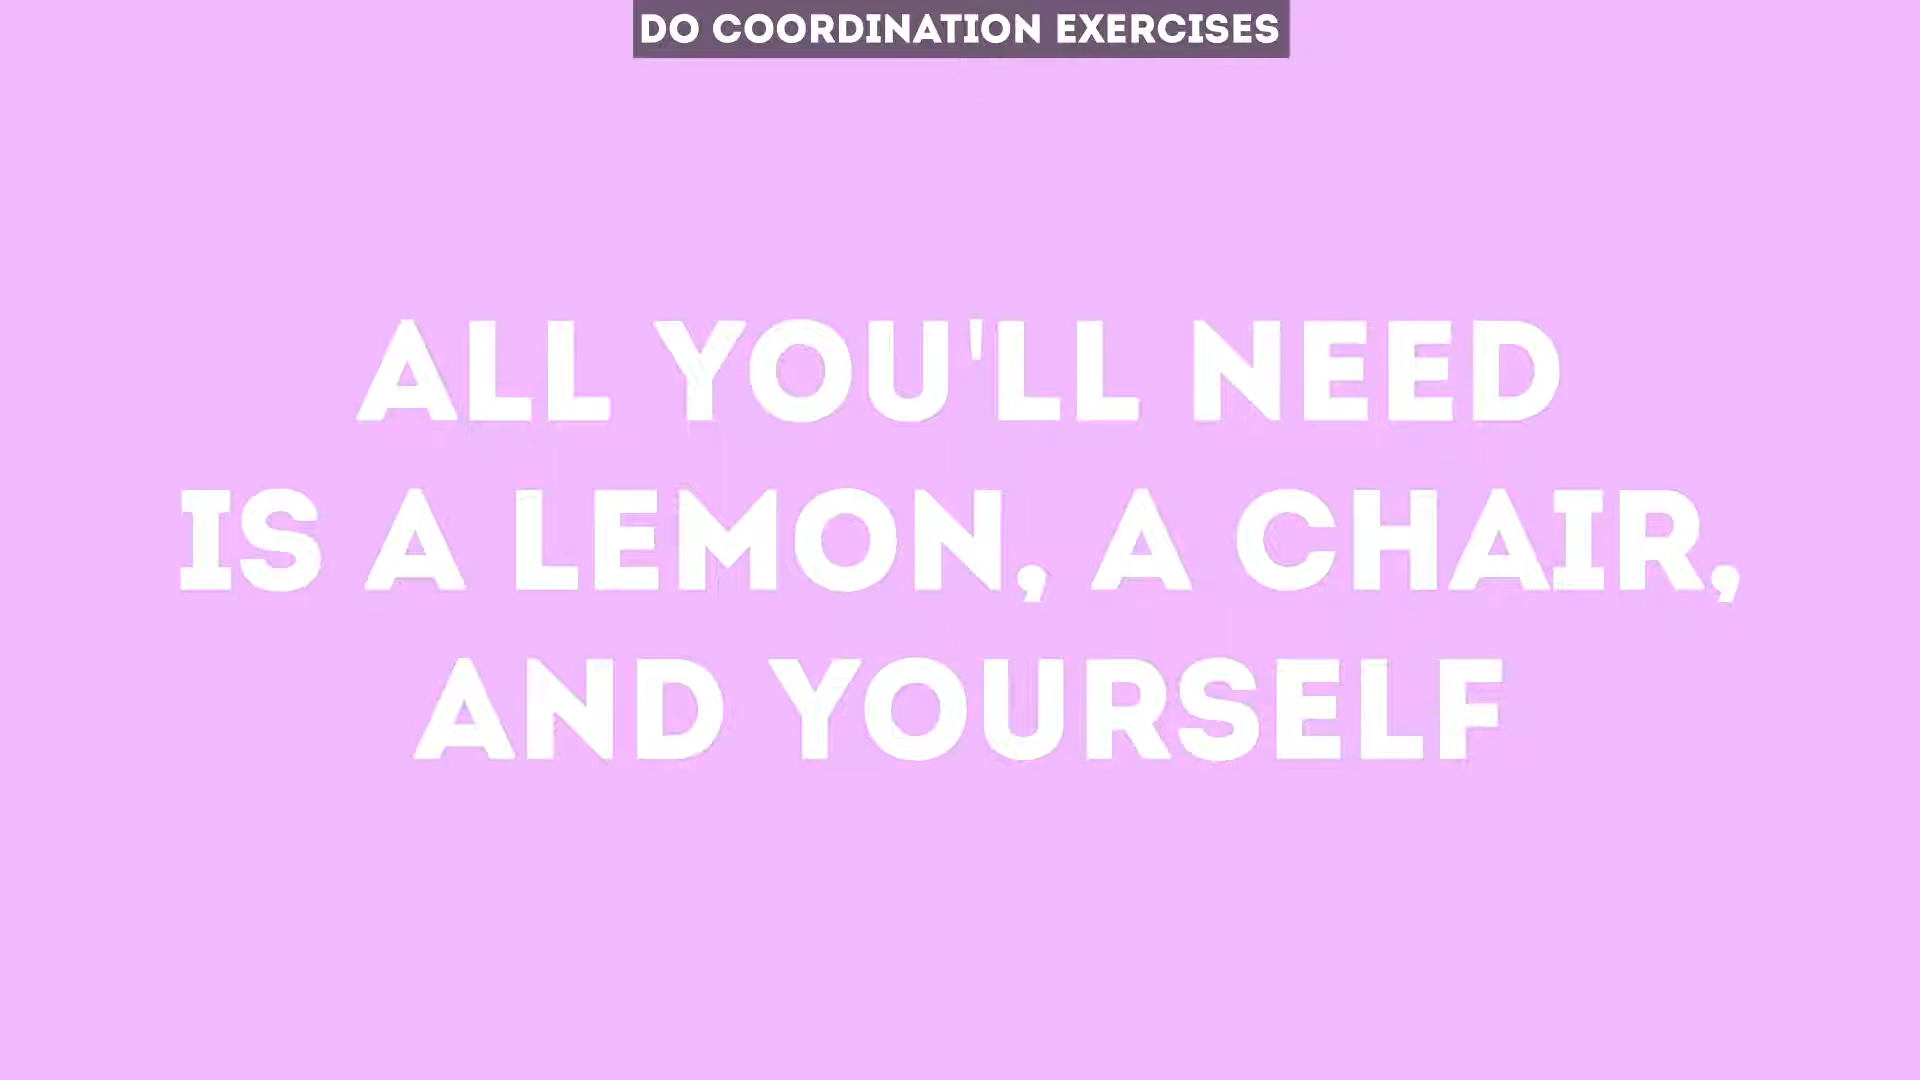 DO COORDINATION EXERCISES
ALL YOU'LL NEED
IS A LEMON, A CHAIR,
AND YOURSELF